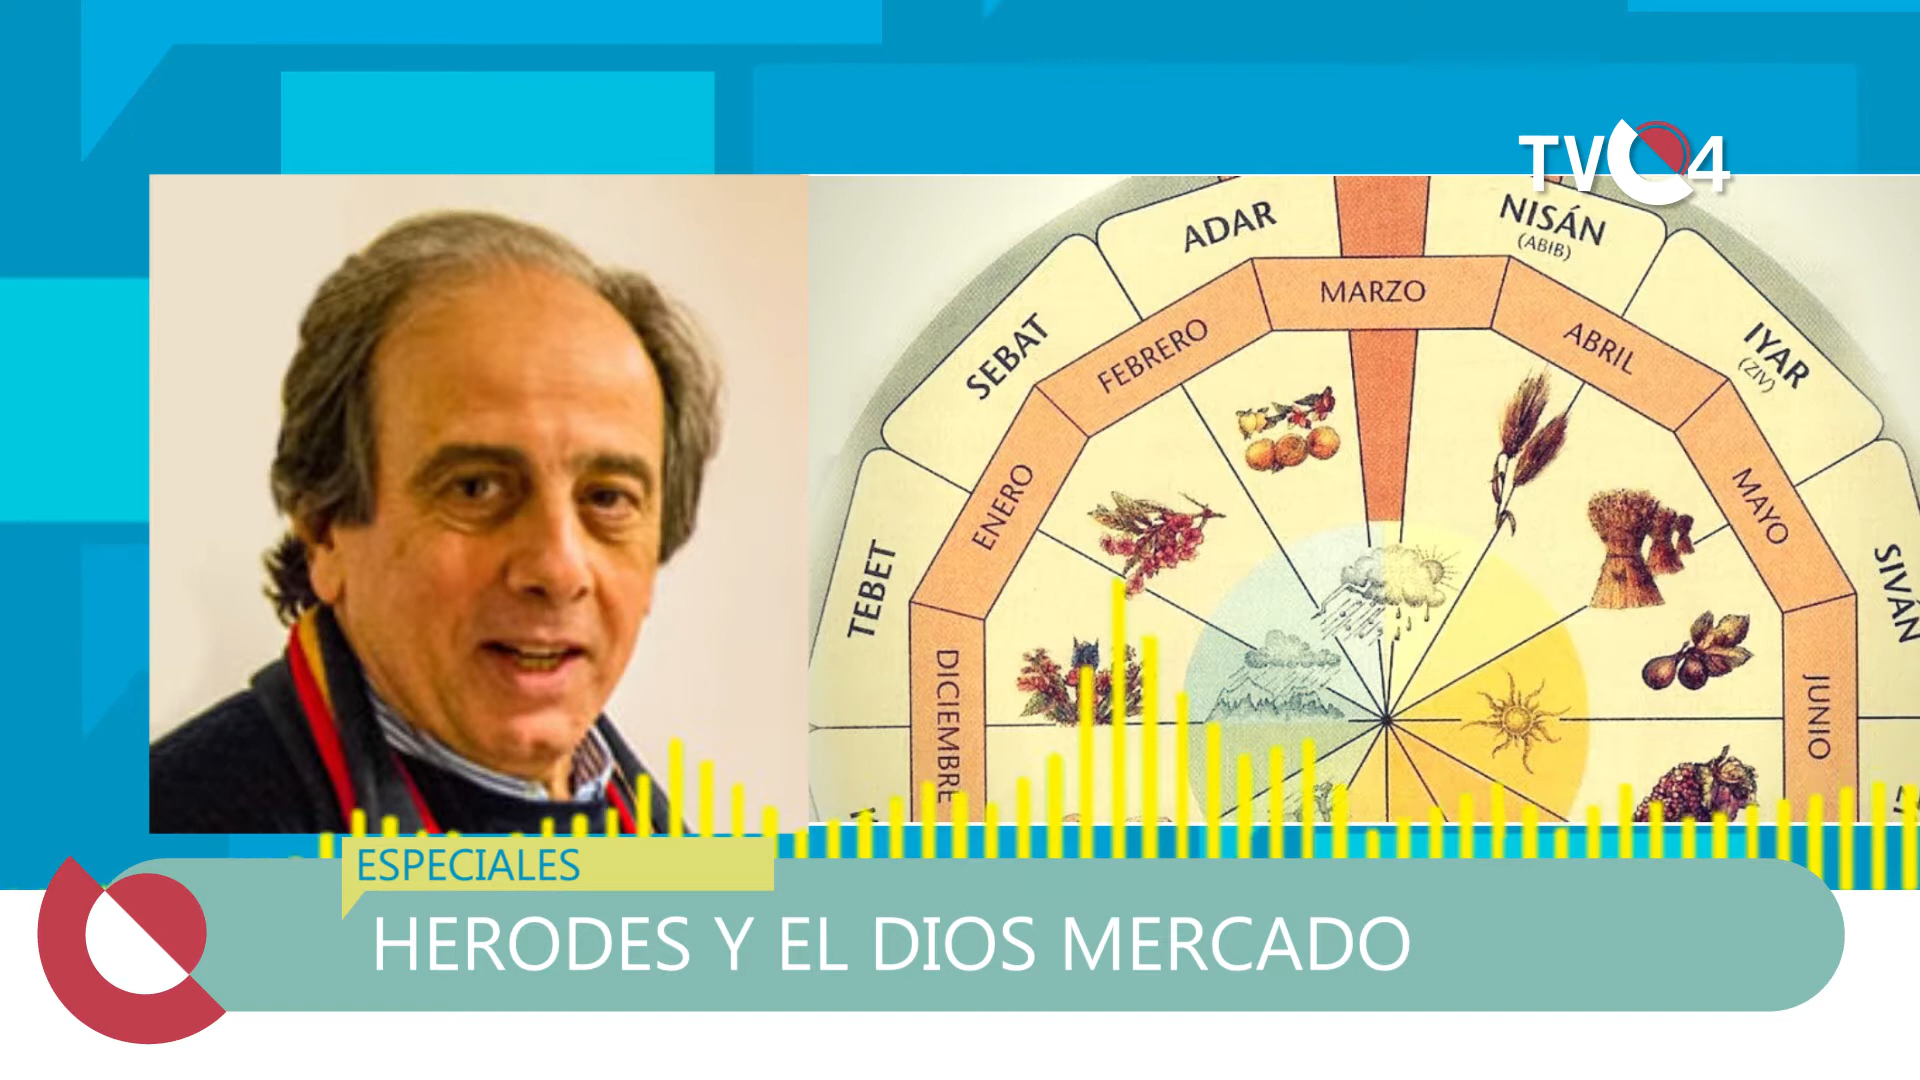 TVC4
ADAR
NISÁN
(ABIB)
MARZO
SEBAT
FEBRERO
ABRIL
IYAR
(ZIV)
ENERO
MAYO
TEBET
SIVÁN
DICIEMBRE
JUNIO
ESPECIALES
HERODES Y EL DIOS MERCADO